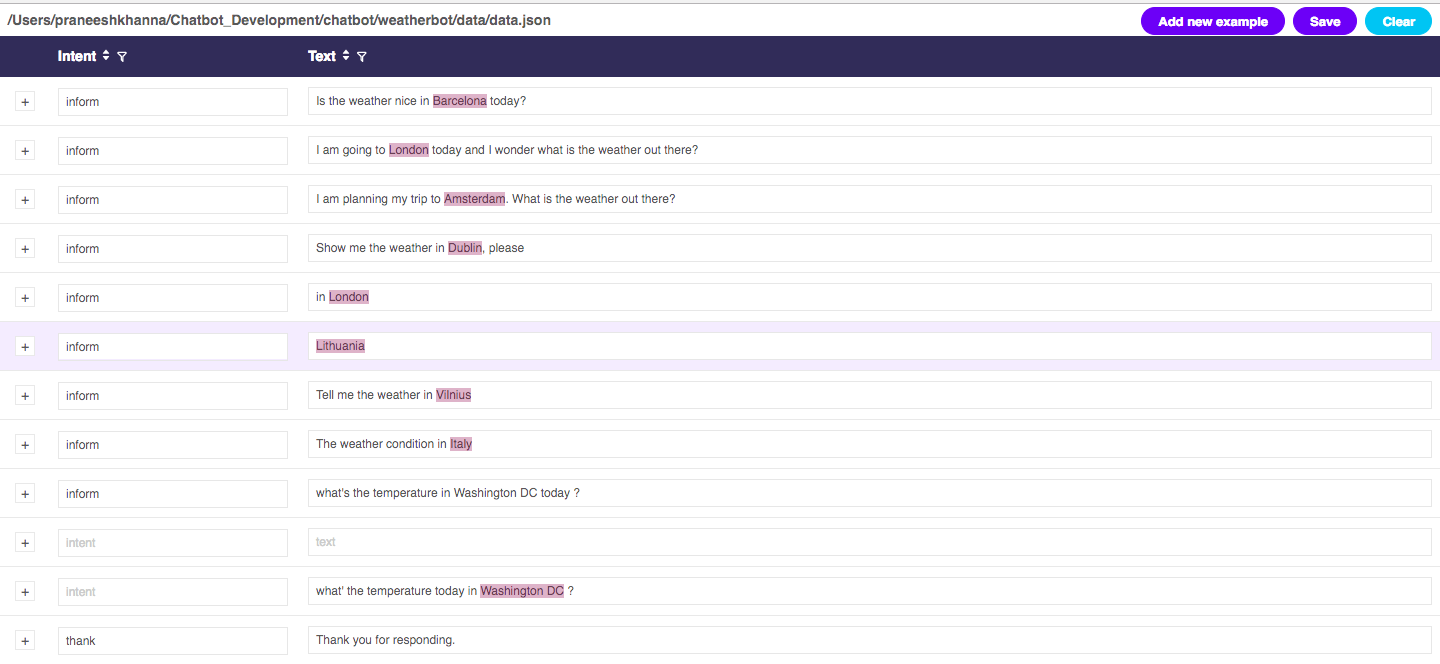 /Users/praneeshkhanna/Chatbot_Development/chatbot/weatherbot/data/data.json Add new example Save Clear
Intent Text
+ inform Is the weather nice in Barcelona today?
+ inform I am going to London today and I wonder what is the weather out there?
+ inform I am planning my trip to Amsterdam. What is the weather out there?
+ inform Show me the weather in Dublin, please
+ inform in London
+ inform Lithuania
+ inform Tell me the weather in Vilnius
+ inform The weather condition in Italy
+ inform what's the temperature in Washington DC today ?
+ intent text
+ intent what' the temperature today in Washington DC ?
+ thank Thank you for responding.